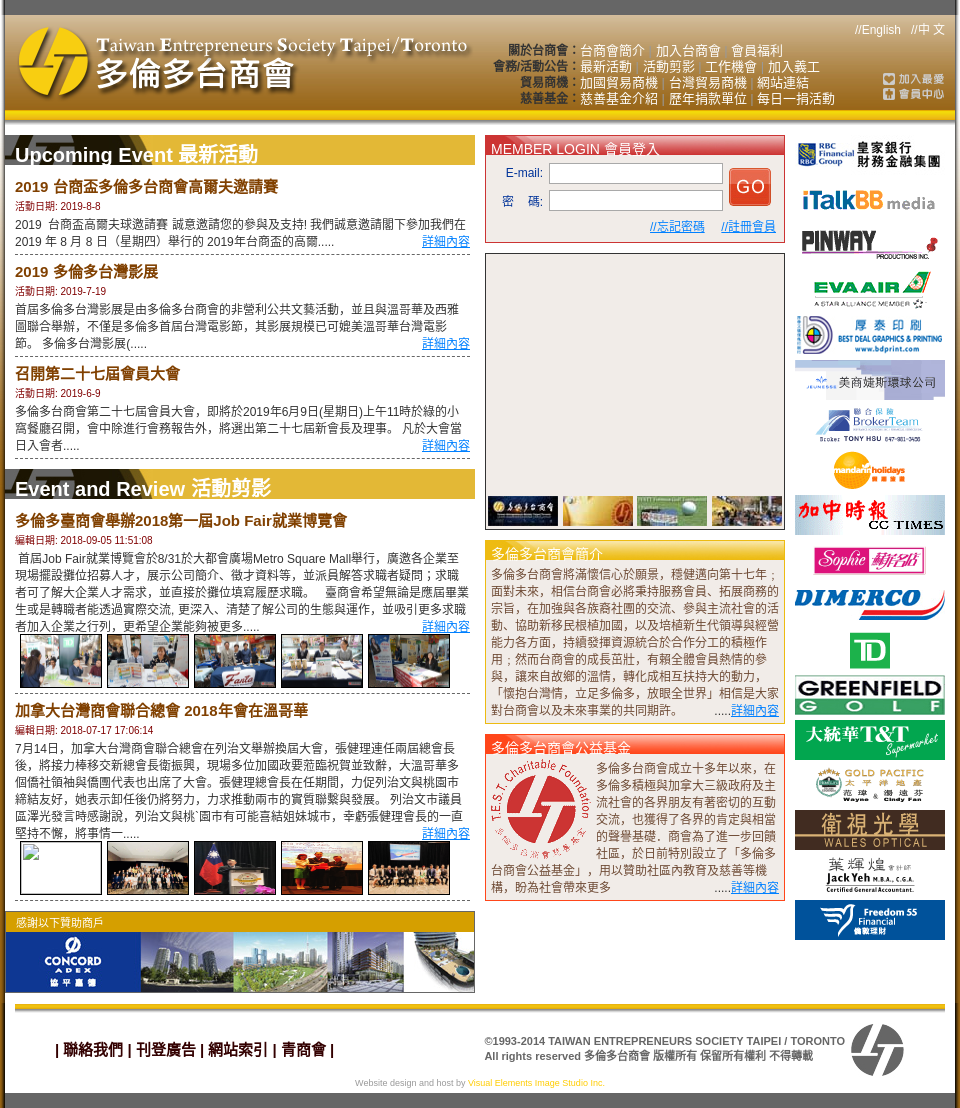 //English //中 文
Taiwan Entrepreneurs Society Taipei/Toronto
多倫多台商會
關於台商會：台商會簡介 | 加入台商會 | 會員福利
會務/活動公告：最新活動 | 活動剪影 | 工作機會 | 加入義工
貿易商機：加國貿易商機 | 台灣貿易商機 | 網站連結
慈善基金：慈善基金介紹 | 歷年捐款單位 | 每日一捐活動
加入最愛
會員中心
Upcoming Event 最新活動
2019 台商盃多倫多台商會高爾夫邀請賽
活動日期: 2019-8-8
2019 台商盃高爾夫球邀請賽 誠意邀請您的參與及支持! 我們誠意邀請閣下參加我們在
2019 年 8 月 8 日（星期四）舉行的 2019年台商盃的高爾.....
詳細內容
2019 多倫多台灣影展
活動日期: 2019-7-19
首屆多倫多台灣影展是由多倫多台商會的非營利公共文藝活動，並且與溫哥華及西雅
圖聯合舉辦，不僅是多倫多首屆台灣電影節，其影展規模已可媲美溫哥華台灣電影
節。 多倫多台灣影展(.....
詳細內容
召開第二十七屆會員大會
活動日期: 2019-6-9
多倫多台商會第二十七屆會員大會，即將於2019年6月9日(星期日)上午11時於綠的小
窩餐廳召開，會中除進行會務報告外，將選出第二十七屆新會長及理事。 凡於大會當
日入會者.....
詳細內容
Event and Review 活動剪影
多倫多臺商會舉辦2018第一屆Job Fair就業博覽會
編輯日期: 2018-09-05 11:51:08
首屆Job Fair就業博覽會於8/31於大都會廣場Metro Square Mall舉行，廣邀各企業至
現場擺設攤位招募人才，展示公司簡介、徵才資料等，並派員解答求職者疑問；求職
者可了解大企業人才需求，並直接於攤位填寫履歷求職。 臺商會希望無論是應屆畢業
生或是轉職者能透過實際交流, 更深入、清楚了解公司的生態與運作，並吸引更多求職
者加入企業之行列，更希望企業能夠被更多.....
詳細內容
加拿大台灣商會聯合總會 2018年會在溫哥華
編輯日期: 2018-07-17 17:06:14
7月14日，加拿大台灣商會聯合總會在列治文舉辦換屆大會，張健理連任兩屆總會長
後，將接力棒移交新總會長衛振興，現場多位加國政要蒞臨祝賀並致辭，大溫哥華多
個僑社領袖與僑團代表也出席了大會。張健理總會長在任期間，力促列治文與桃園市
締結友好，她表示卸任後仍將努力，力求推動兩市的實質聯繫與發展。 列治文市議員
區澤光發言時感謝說，列治文與桃`園市有可能喜結姐妹城市，幸虧張健理會長的一直
堅持不懈，將事情一.....
詳細內容
感謝以下贊助商戶
CONCORD
ADEX
協平嘉德
MEMBER LOGIN 會員登入
E-mail:
密 碼:
GO
//忘記密碼 //註冊會員
多倫多台商會簡介
多倫多台商會將滿懷信心於願景，穩健邁向第十七年；
面對未來，相信台商會必將秉持服務會員、拓展商務的
宗旨，在加強與各族裔社團的交流、參與主流社會的活
動、協助新移民根植加國，以及培植新生代領導與經營
能力各方面，持續發揮資源統合於合作分工的積極作
用；然而台商會的成長茁壯，有賴全體會員熱情的參
與，讓來自故鄉的溫情，轉化成相互扶持大的動力，
「懷抱台灣情，立足多倫多，放眼全世界」相信是大家
對台商會以及未來事業的共同期許。 .....詳細內容
多倫多台商會公益基金
T.E.S.T. Charitable Foundation
多倫多台商會成立十多年以來，在
多倫多積極與加拿大三級政府及主
流社會的各界朋友有著密切的互動
交流，也獲得了各界的肯定與相當
的聲譽基礎．商會為了進一步回饋
社區，於日前特別設立了「多倫多
台商會公益基金」，用以贊助社區內教育及慈善等機
構，盼為社會帶來更多 .....詳細內容
RBC Financial Group 皇家銀行 財務金融集團
iTalkBB media
PINWAY PRODUCTIONS INC.
EVA AIR
A STAR ALLIANCE MEMBER
厚泰印刷
BEST DEAL GRAPHICS & PRINTING
www.bdprint.com
JEUNESSE 美商婕斯環球公司
聯合保險
BrokerTeam
Broker TONY HSU 647-981-0456
mandarin holidays
加中時報
CC TIMES
Sophie
DIMERCO
TD
GREENFIELD
GOLF
大統華T&T Supermarket
GOLD PACIFIC
Wayne & Cindy Fan
衛視光學
WALES OPTICAL
葉輝煌 會計師
Jack Yeh M.B.A., C.G.A.
Certified General Accountant.
Freedom 55
Financial
倫敦理財
| 聯絡我們 | 刊登廣告 | 網站索引 | 青商會 |
©1993-2014 TAIWAN ENTREPRENEURS SOCIETY TAIPEI / TORONTO
All rights reserved 多倫多台商會 版權所有 保留所有權利 不得轉載
Website design and host by Visual Elements Image Studio Inc.